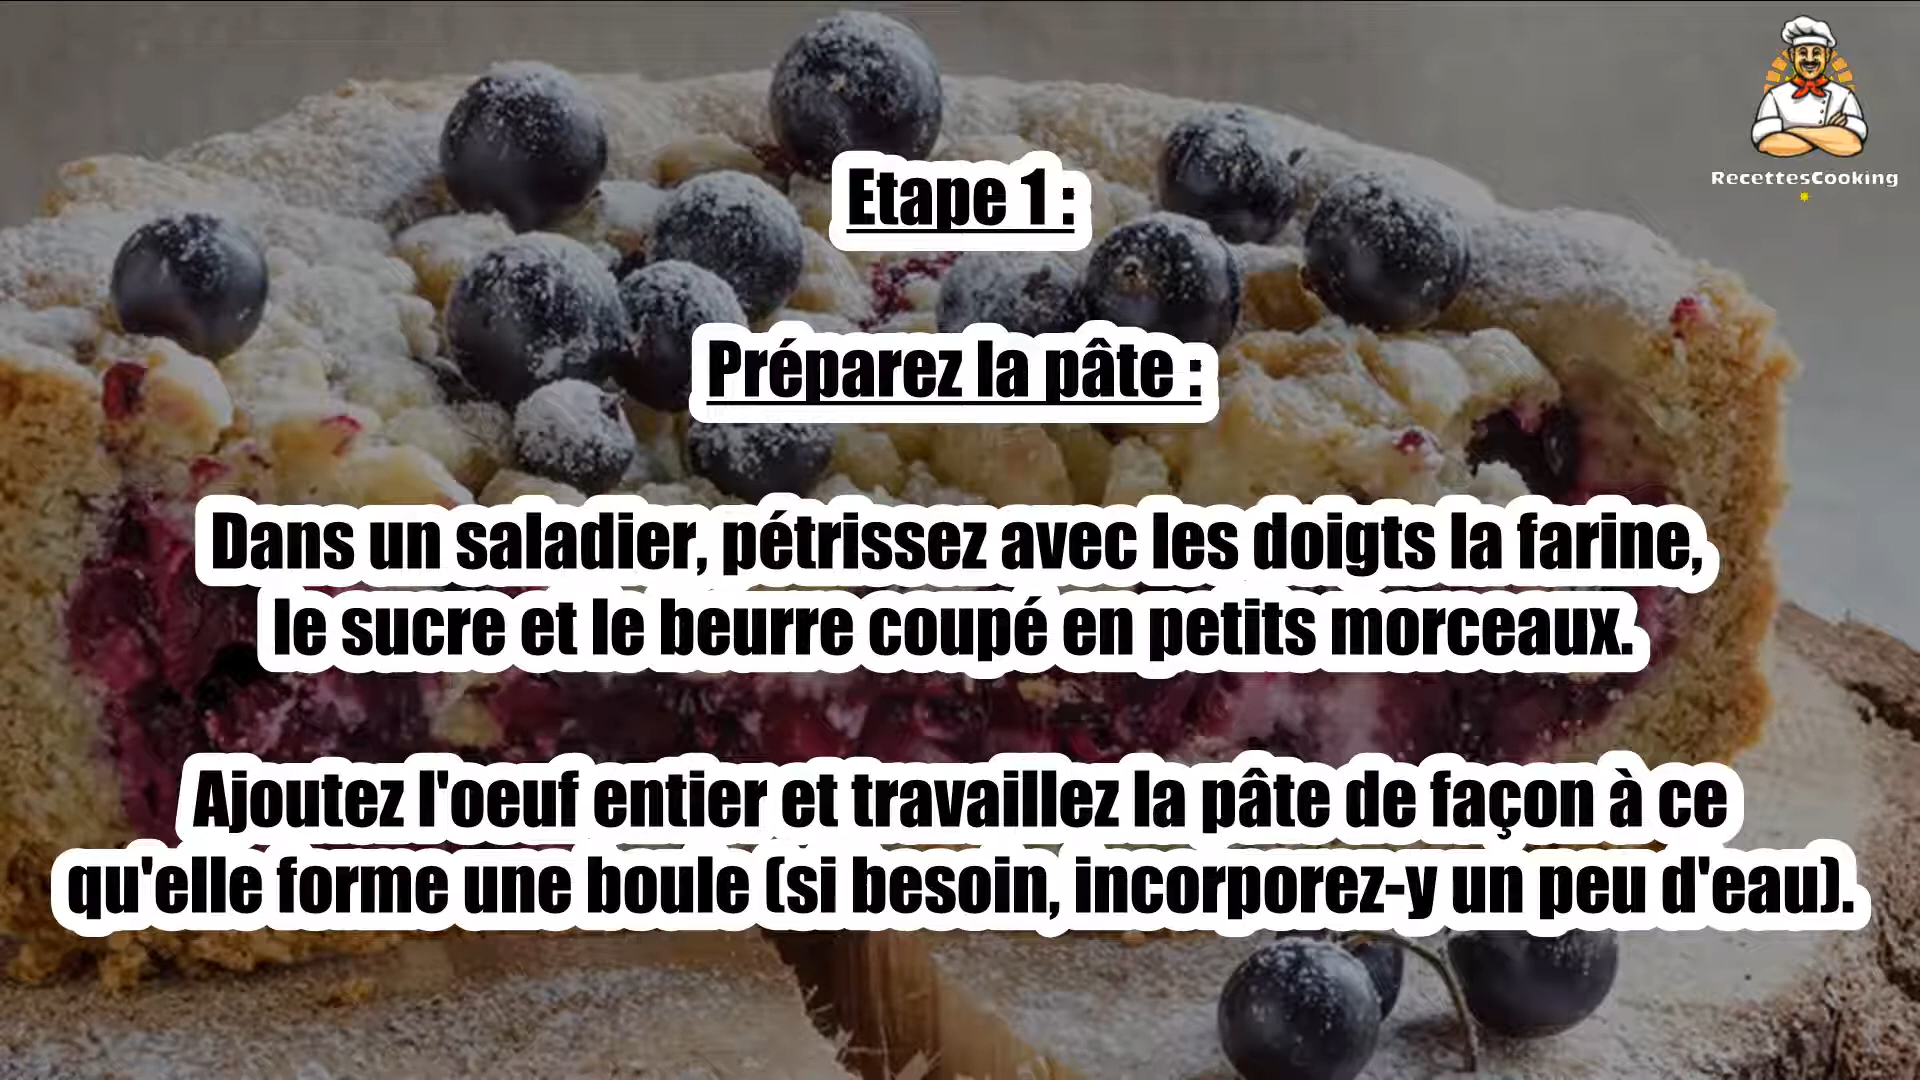 RecettesCooking
Etape 1 :
Préparez la pâte :
Dans un saladier, pétrissez avec les doigts la farine,
le sucre et le beurre coupé en petits morceaux.
Ajoutez l'oeuf entier et travaillez la pâte de façon à ce
qu'elle forme une boule (si besoin, incorporez-y un peu d'eau).